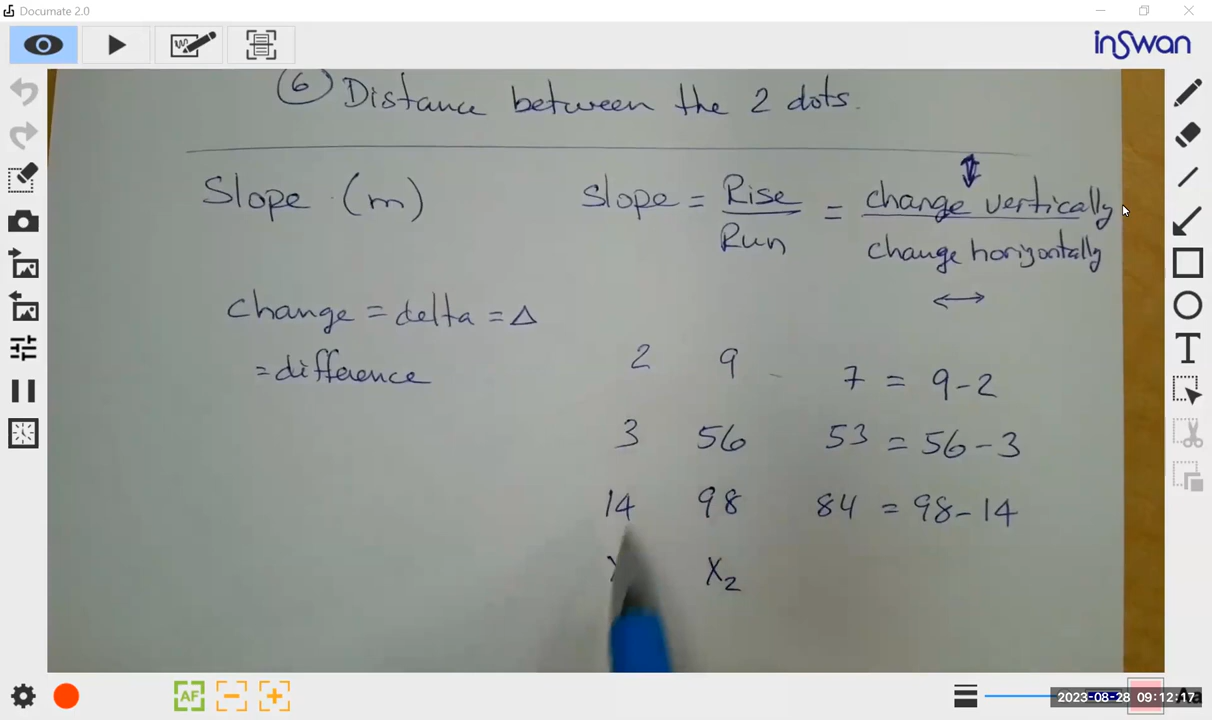 Documate 2.0
inswan
⑥ Distance between the 2 dots.
Slope (m)
Slope = Rise/Run = change vertically/change horizontally
change = delta = Δ
= difference
2 9 7 = 9-2
3 56 53 = 56-3
14 98 84 = 98-14
X₂
T
AF
2023-08-28 09:12:17